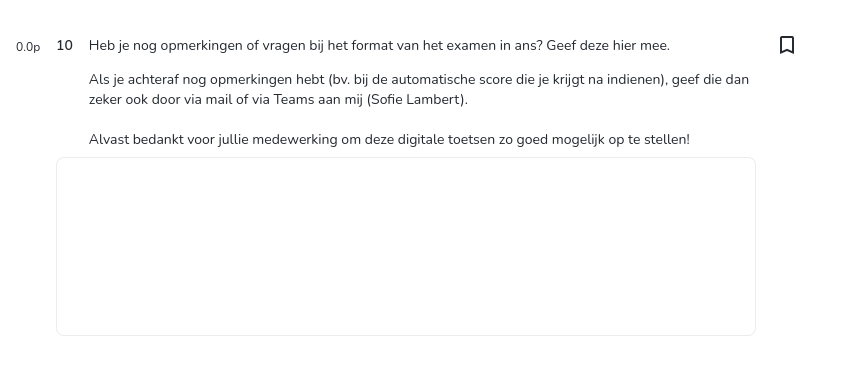 0.0p 10 Heb je nog opmerkingen of vragen bij het format van het examen in ans? Geef deze hier mee.
Als je achteraf nog opmerkingen hebt (bv. bij de automatische score die je krijgt na indienen), geef die dan
zeker ook door via mail of via Teams aan mij (Sofie Lambert).
Alvast bedankt voor jullie medewerking om deze digitale toetsen zo goed mogelijk op te stellen!